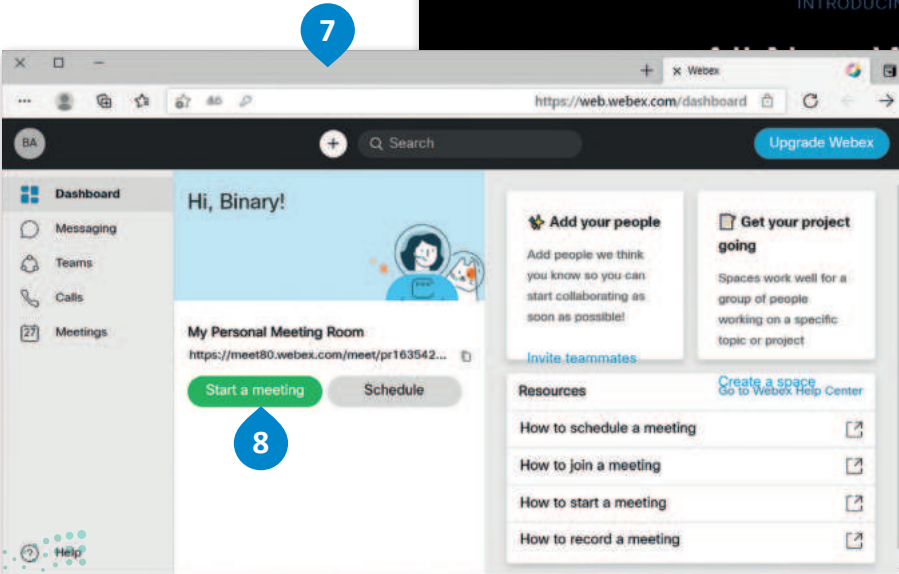 INTRODUCIN
7
Webex
https://web.webex.com/dashboard
BA
Search
Upgrade Webex
Dashboard
Messaging
Teams
Calls
27
Meetings
Help
Hi, Binary!
My Personal Meeting Room
https://meet80.webex.com/meet/pr163542...
Start a meeting
Schedule
8
Add your people
Add people we think
you know so you can
start collaborating as
soon as possible!
Invite teammates
Get your project
going
Spaces work well for a
group of people
working on a specific
topic or project
Create a space
Resources
Go to Webex Help Center
How to schedule a meeting
How to join a meeting
How to start a meeting
How to record a meeting